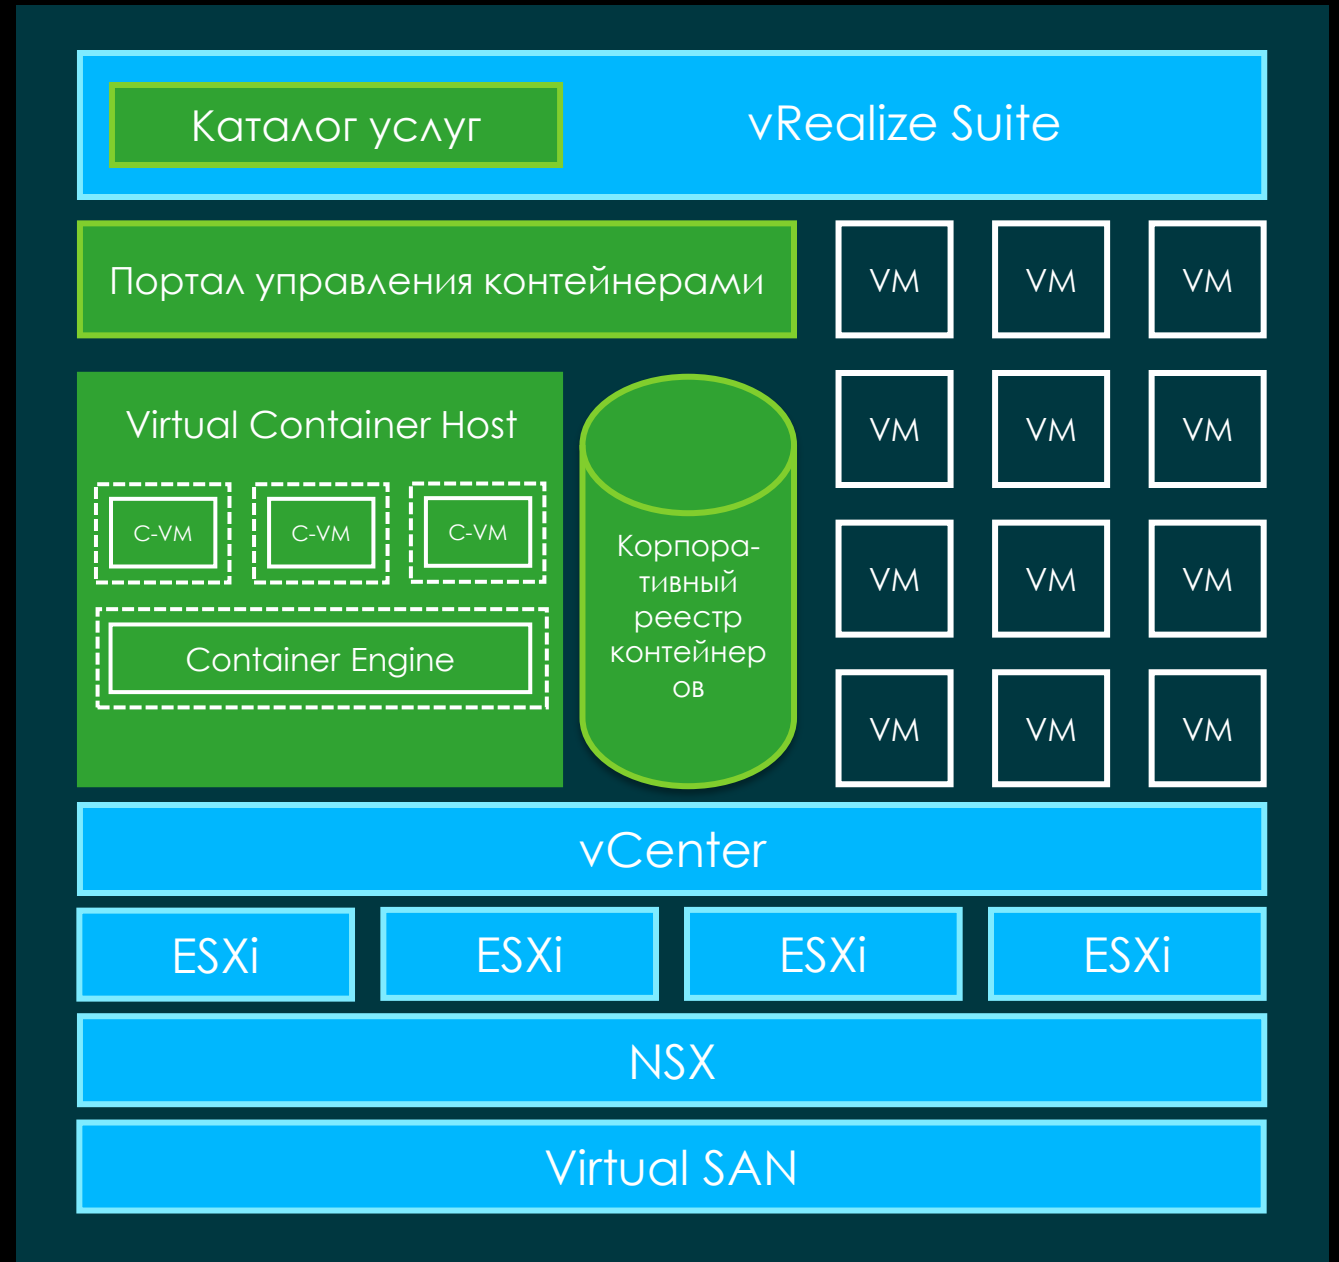 Каталог услуг
vRealize Suite
Портал управления контейнерами
VM
VM
VM
Virtual Container Host
C-VM
C-VM
C-VM
Container Engine
Корпора-
тивный
реестр
контейнер
ов
VM
VM
VM
VM
VM
VM
VM
VM
VM
vCenter
ESXi
ESXi
ESXi
ESXi
NSX
Virtual SAN